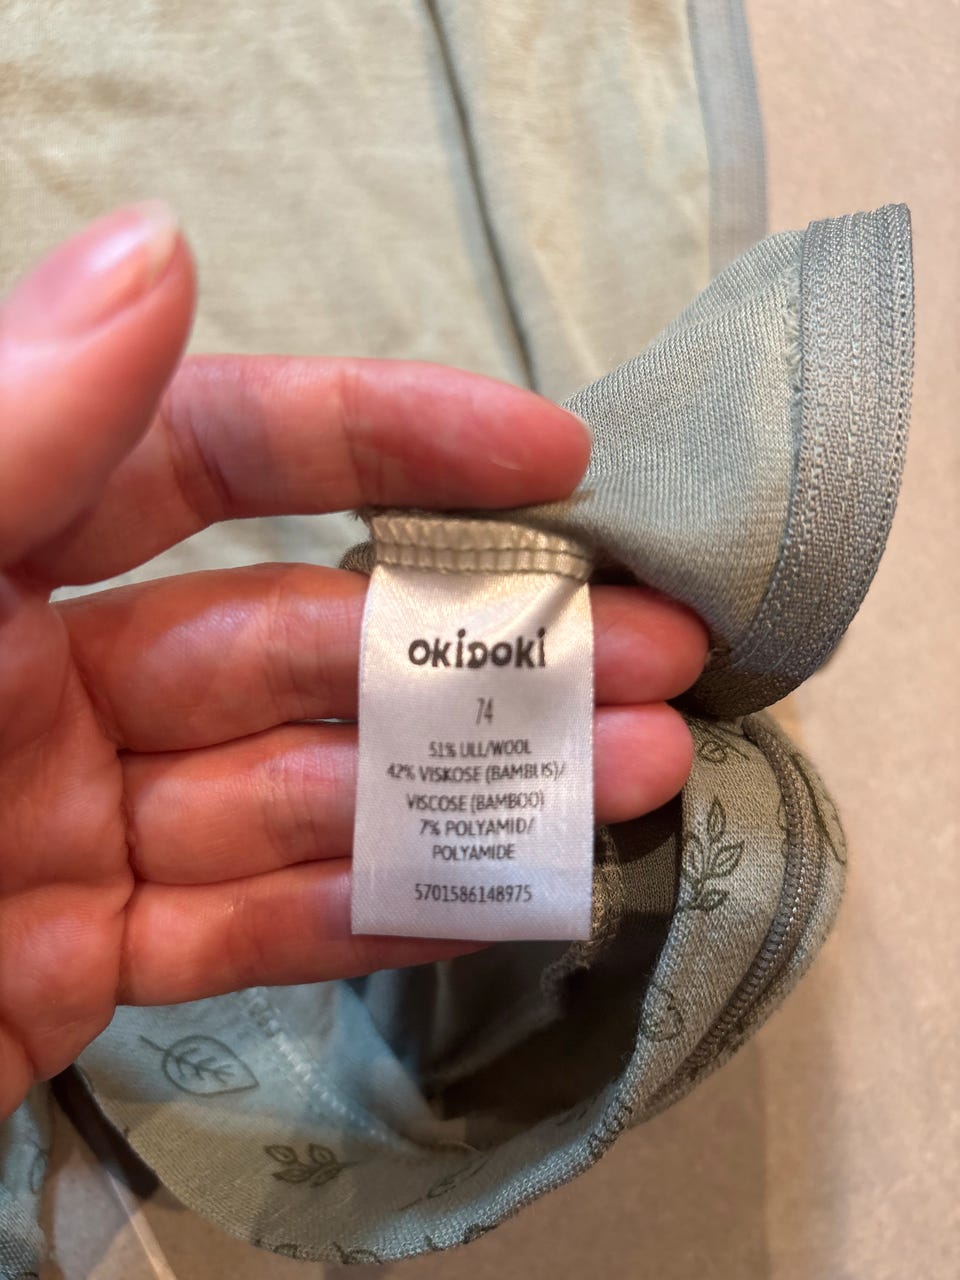 OKiDOKi
74
51% ULL/WOOL
42% VISKOSE (BAMBUS)/
VISCOSE (BAMBOO)
7% POLYAMID/
POLYAMIDE
5701586148975